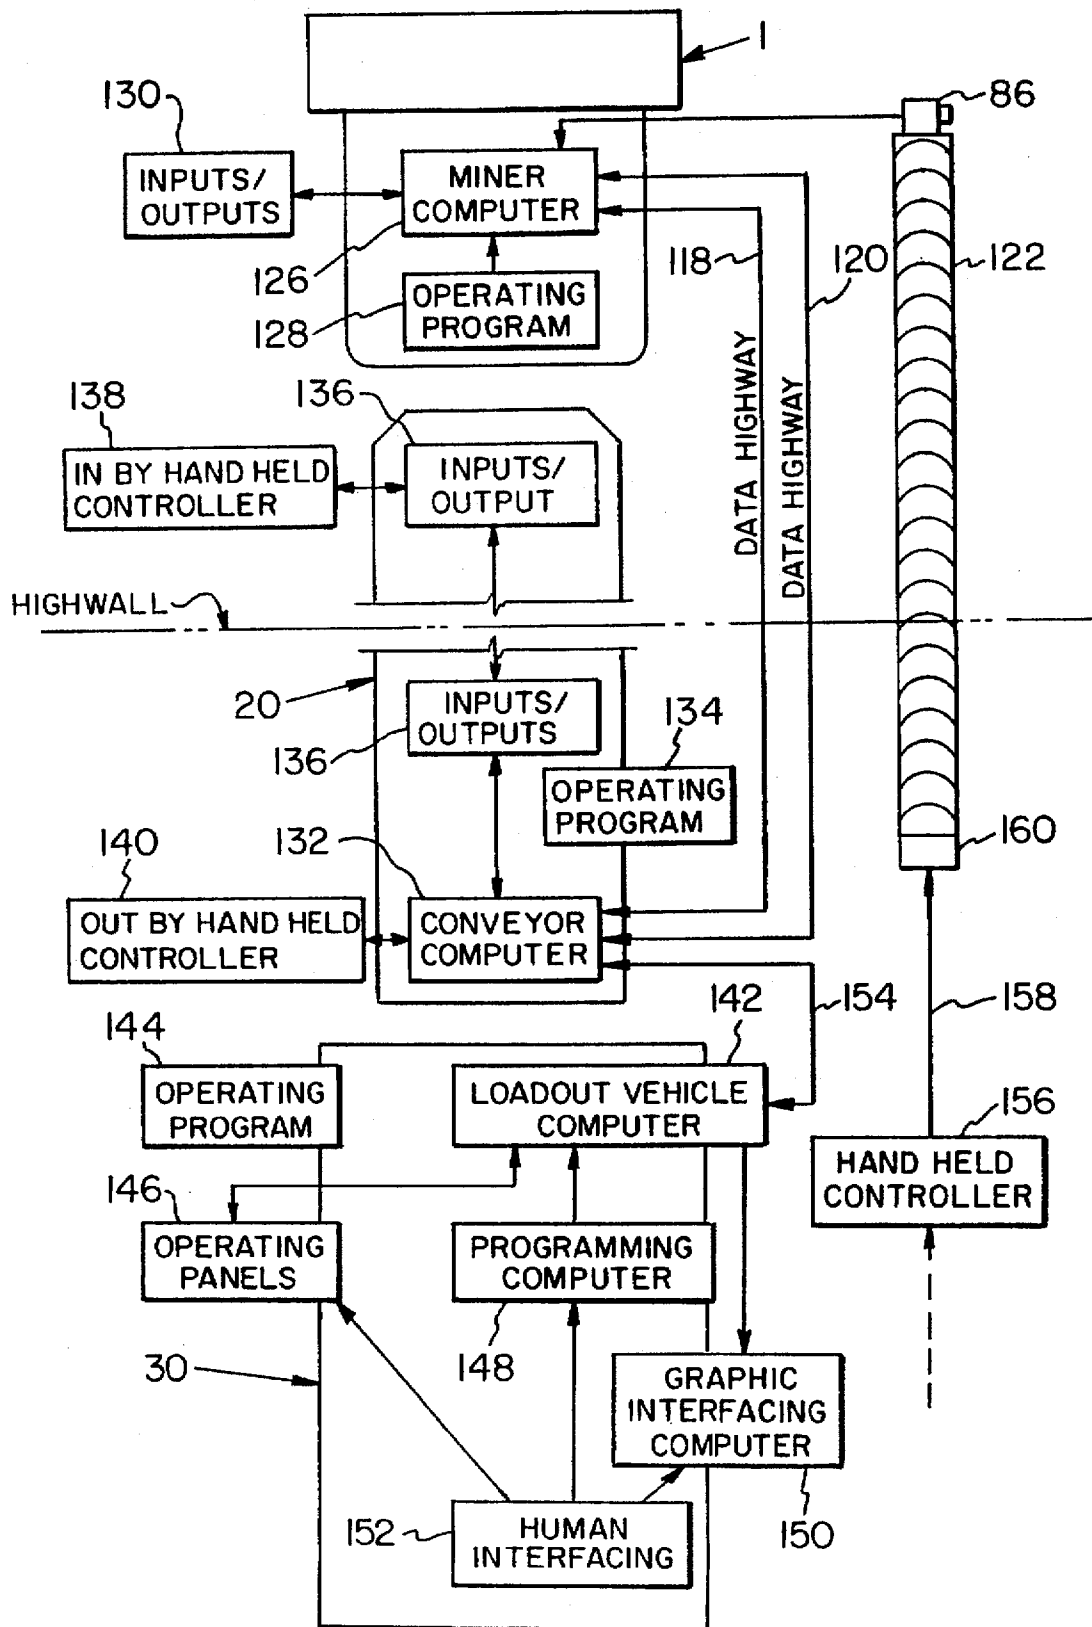 1
130
86
INPUTS/
OUTPUTS
MINER
COMPUTER
126
118
120
122
OPERATING
PROGRAM
128
DATA HIGHWAY
DATA HIGHWAY
138
136
IN BY HAND HELD
CONTROLLER
INPUTS/
OUTPUT
HIGHWALL
20
INPUTS/
OUTPUTS
136
134
OPERATING
PROGRAM
132
160
140
OUT BY HAND HELD
CONTROLLER
CONVEYOR
COMPUTER
142
154
158
144
OPERATING
PROGRAM
LOADOUT VEHICLE
COMPUTER
156
HAND HELD
CONTROLLER
146
OPERATING
PANELS
PROGRAMMING
COMPUTER
148
30
GRAPHIC
INTERFACING
COMPUTER
150
152
HUMAN
INTERFACING